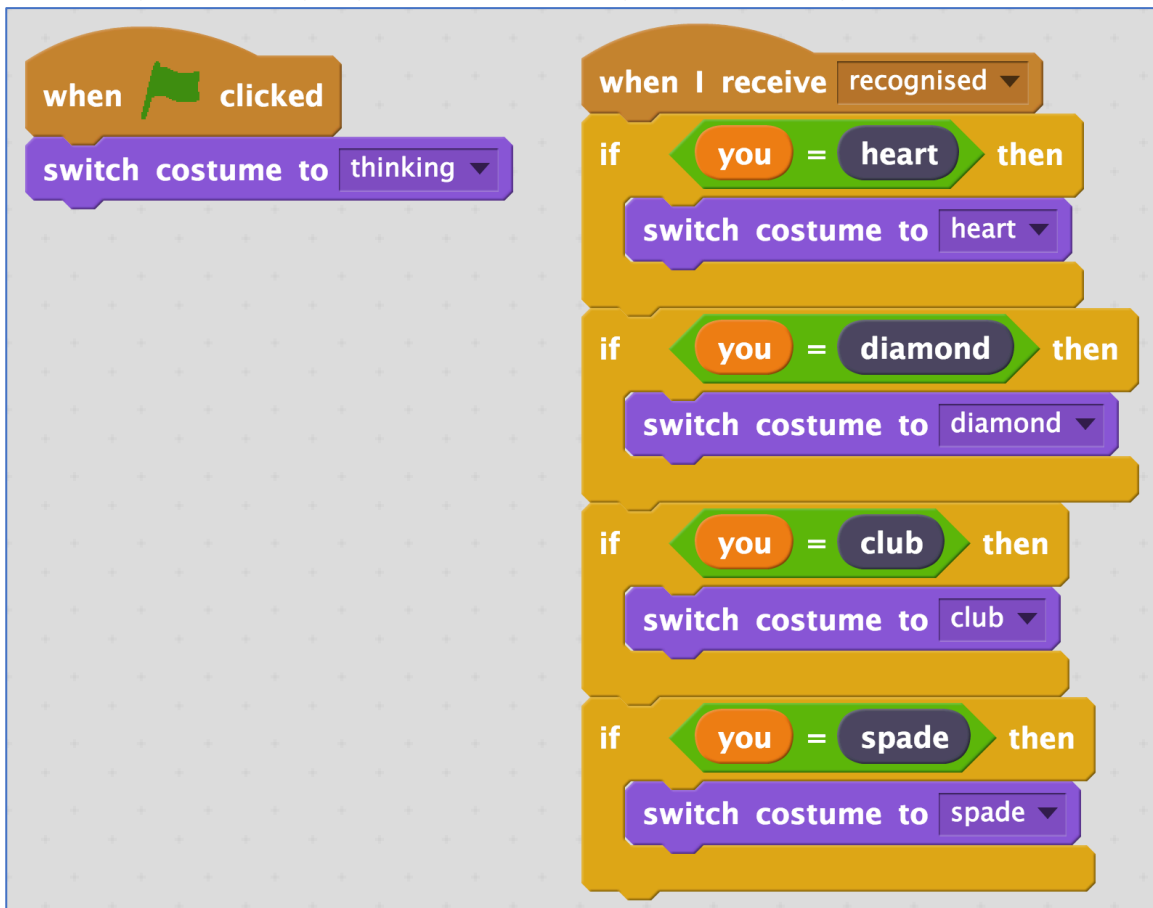 when clicked
switch costume to thinking
when I receive recognised
if you = heart then
switch costume to heart
if you = diamond then
switch costume to diamond
if you = club then
switch costume to club
if you = spade then
switch costume to spade